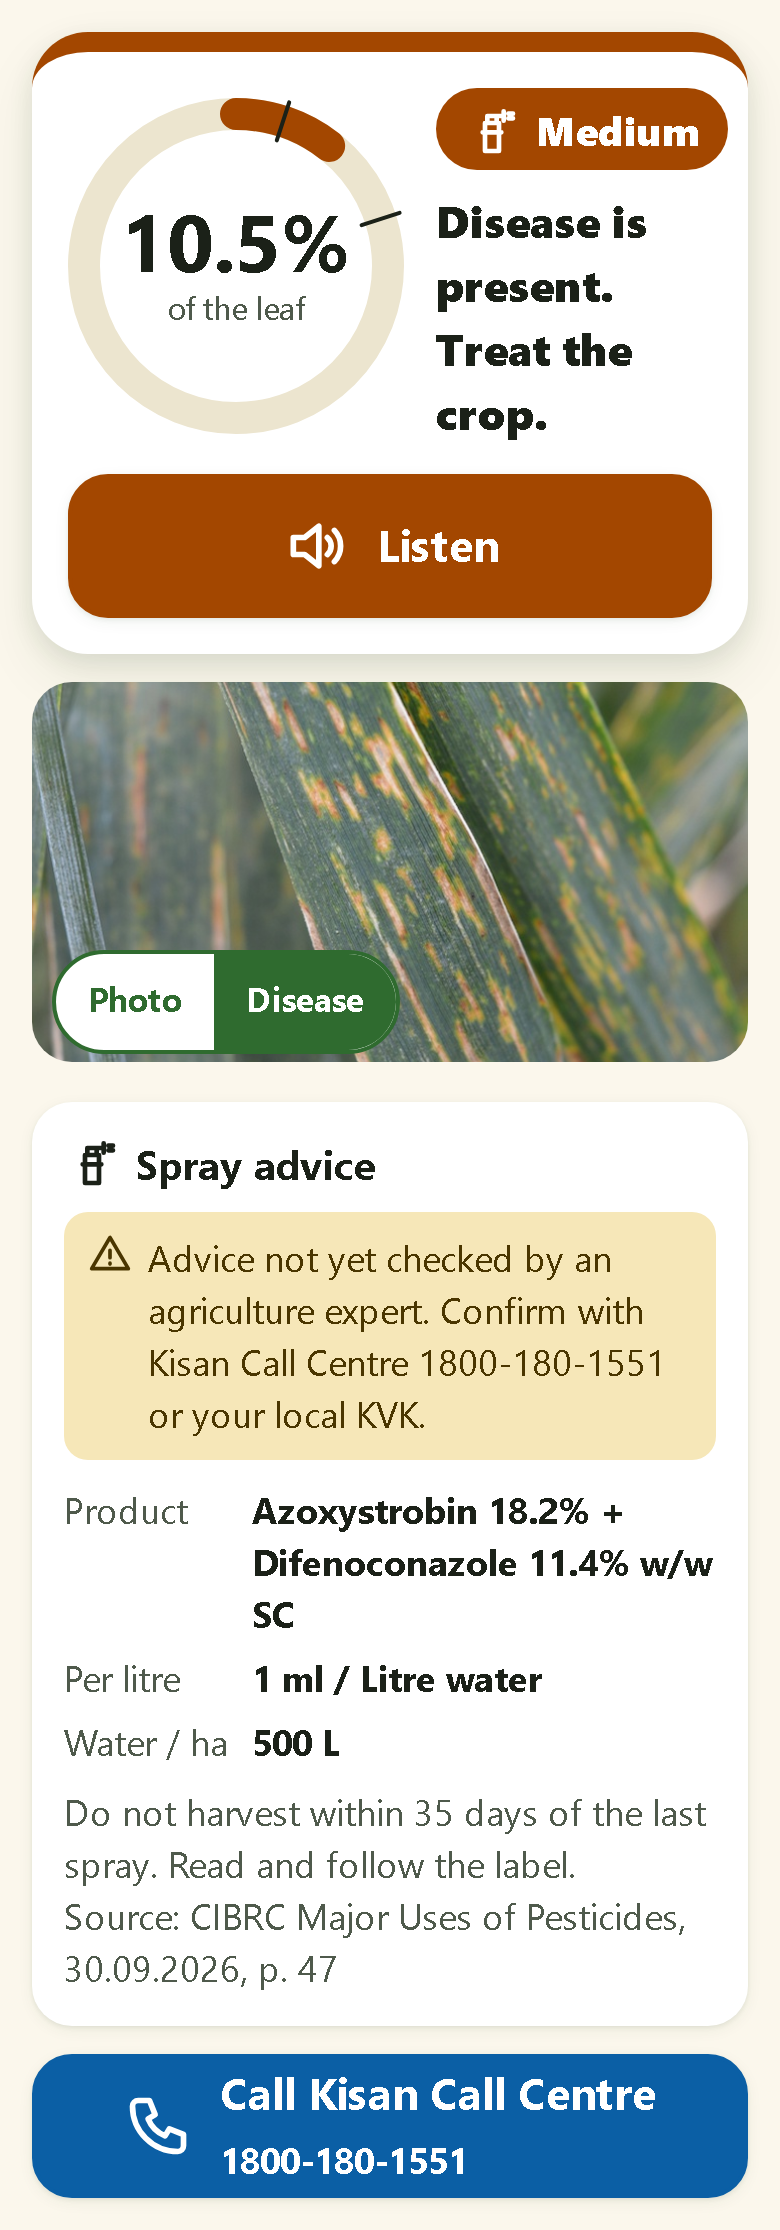 10.5%
of the leaf
Medium
Disease is
present.
Treat the
crop.
Listen
Photo
Disease
Spray advice
Advice not yet checked by an
agriculture expert. Confirm with
Kisan Call Centre 1800-180-1551
or your local KVK.
Product
Azoxystrobin 18.2% +
Difenoconazole 11.4% w/w
SC
Per litre
1 ml / Litre water
Water / ha
500 L
Do not harvest within 35 days of the last
spray. Read and follow the label.
Source: CIBRC Major Uses of Pesticides,
30.09.2026, p. 47
Call Kisan Call Centre
1800-180-1551